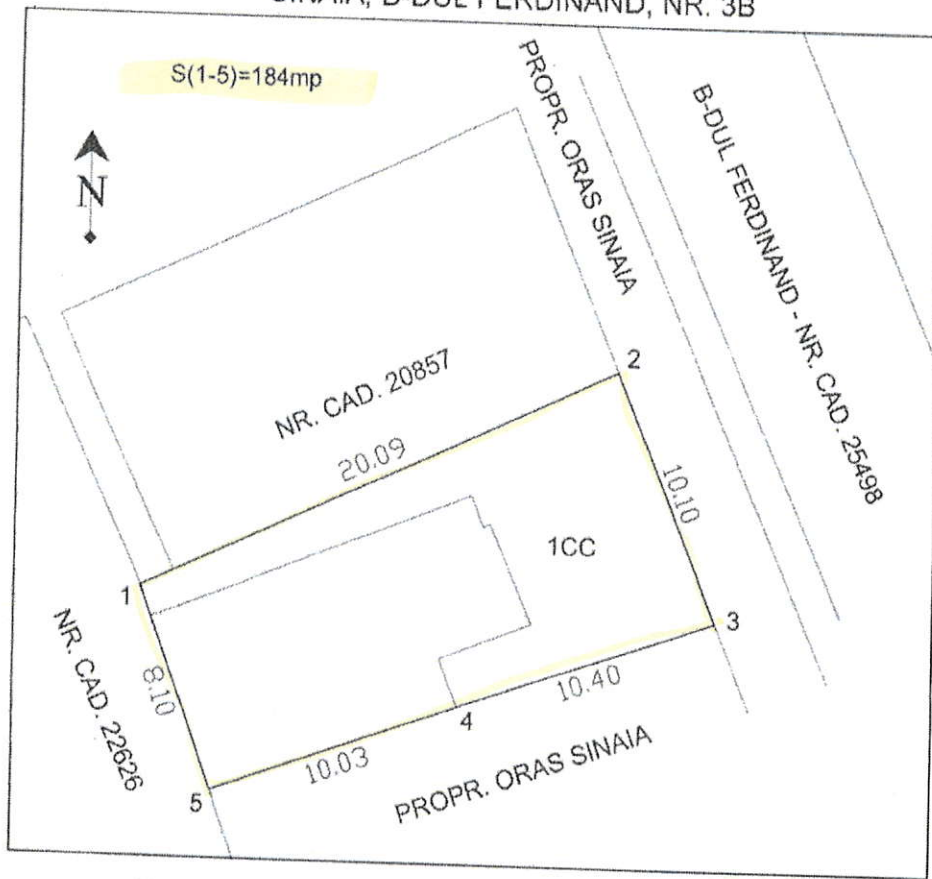 SINAIA, B-DUL FERDINAND, NR. 3B
S(1-5)=184mp
N
PROPR. ORAS SINAIA
B-DUL FERDINAND - NR. CAD. 25498
NR. CAD. 20857
2
20.09
10.10
1CC
1
3
NR. CAD. 22626
8.10
10.40
4
10.03
5
PROPR. ORAS SINAIA